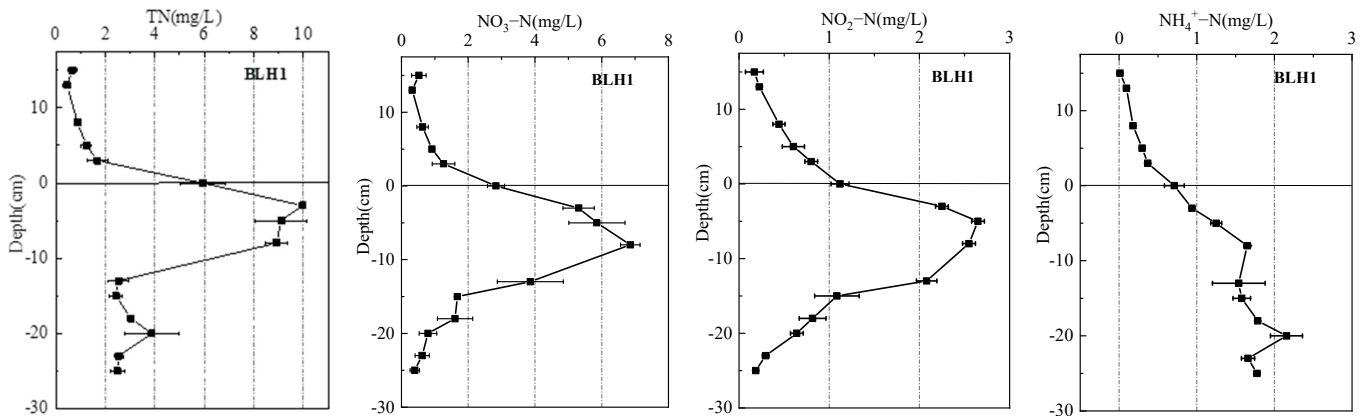 TN(mg/L)
0 2 4 6 8 10
BLH1
Depth(cm)
10
0
-10
-20
-30
NO₃−N(mg/L)
0 2 4 6 8
BLH1
Depth(cm)
10
0
-10
-20
-30
NO₂−N(mg/L)
0 1 2 3
BLH1
Depth(cm)
10
0
-10
-20
-30
NH₄⁺−N(mg/L)
0 1 2 3
BLH1
Depth(cm)
10
0
-10
-20
-30